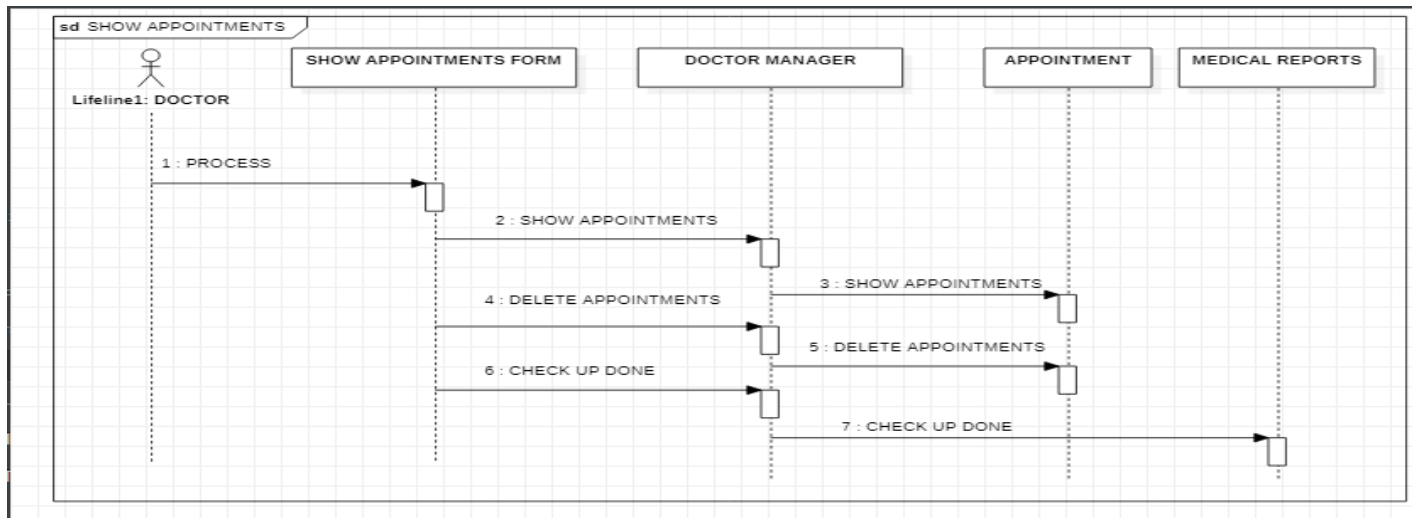 sd SHOW APPOINTMENTS
Lifeline1: DOCTOR
SHOW APPOINTMENTS FORM
DOCTOR MANAGER
APPOINTMENT
MEDICAL REPORTS
1 : PROCESS
2 : SHOW APPOINTMENTS
3 : SHOW APPOINTMENTS
4 : DELETE APPOINTMENTS
5 : DELETE APPOINTMENTS
6 : CHECK UP DONE
7 : CHECK UP DONE